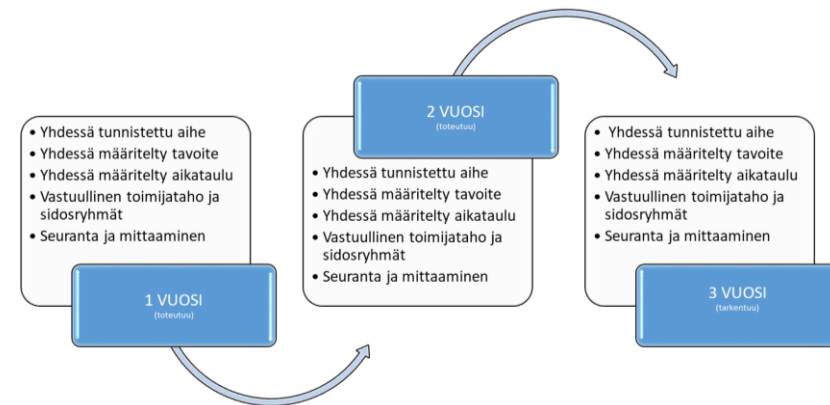 • Yhdessä tunnistettu aihe
• Yhdessä määritelty tavoite
• Yhdessä määritelty aikataulu
• Vastuullinen toimijataho ja
sidosryhmät
• Seuranta ja mittaaminen
1 VUOSI
(toteutuu)
2 VUOSI
(toteutuu)
• Yhdessä tunnistettu aihe
• Yhdessä määritelty tavoite
• Yhdessä määritelty aikataulu
• Vastuullinen toimijataho ja
sidosryhmät
• Seuranta ja mittaaminen
• Yhdessä tunnistettu aihe
• Yhdessä määritelty tavoite
• Yhdessä määritelty aikataulu
• Vastuullinen toimijataho ja
sidosryhmät
• Seuranta ja mittaaminen
3 VUOSI
(tarkentuu)